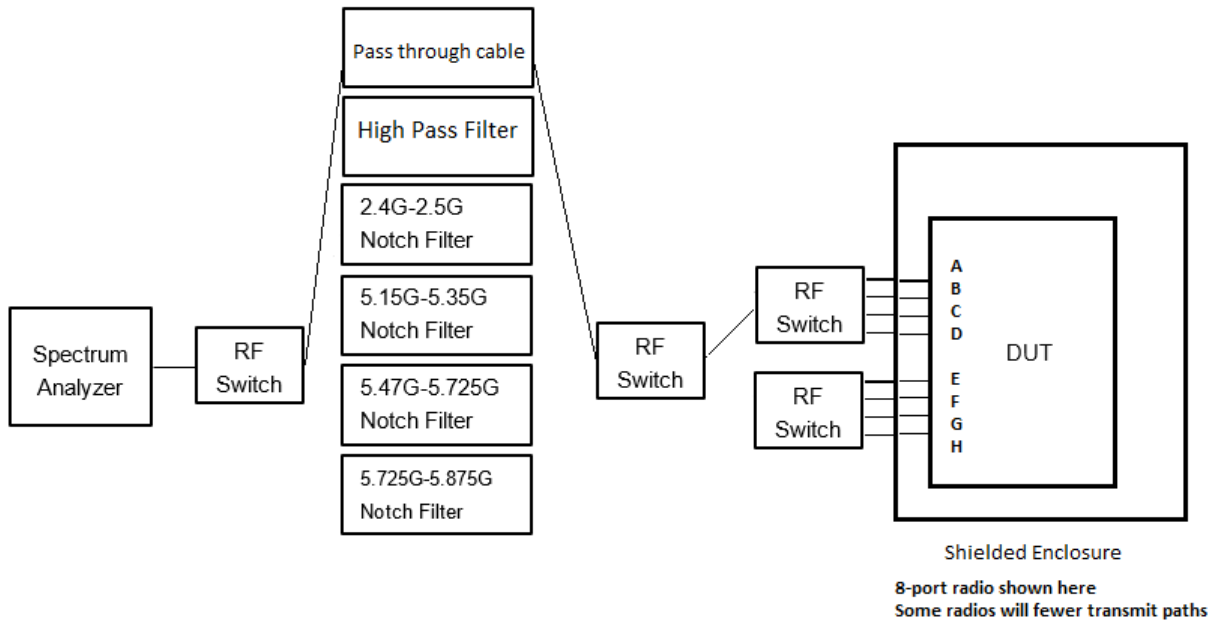 Pass through cable
High Pass Filter
2.4G-2.5G
Notch Filter
5.15G-5.35G
Notch Filter
5.47G-5.725G
Notch Filter
5.725G-5.875G
Notch Filter
Spectrum
Analyzer
RF
Switch
RF
Switch
RF
Switch
RF
Switch
A
B
C
D
E
F
G
H
DUT
Shielded Enclosure
8-port radio shown here
Some radios will fewer transmit paths